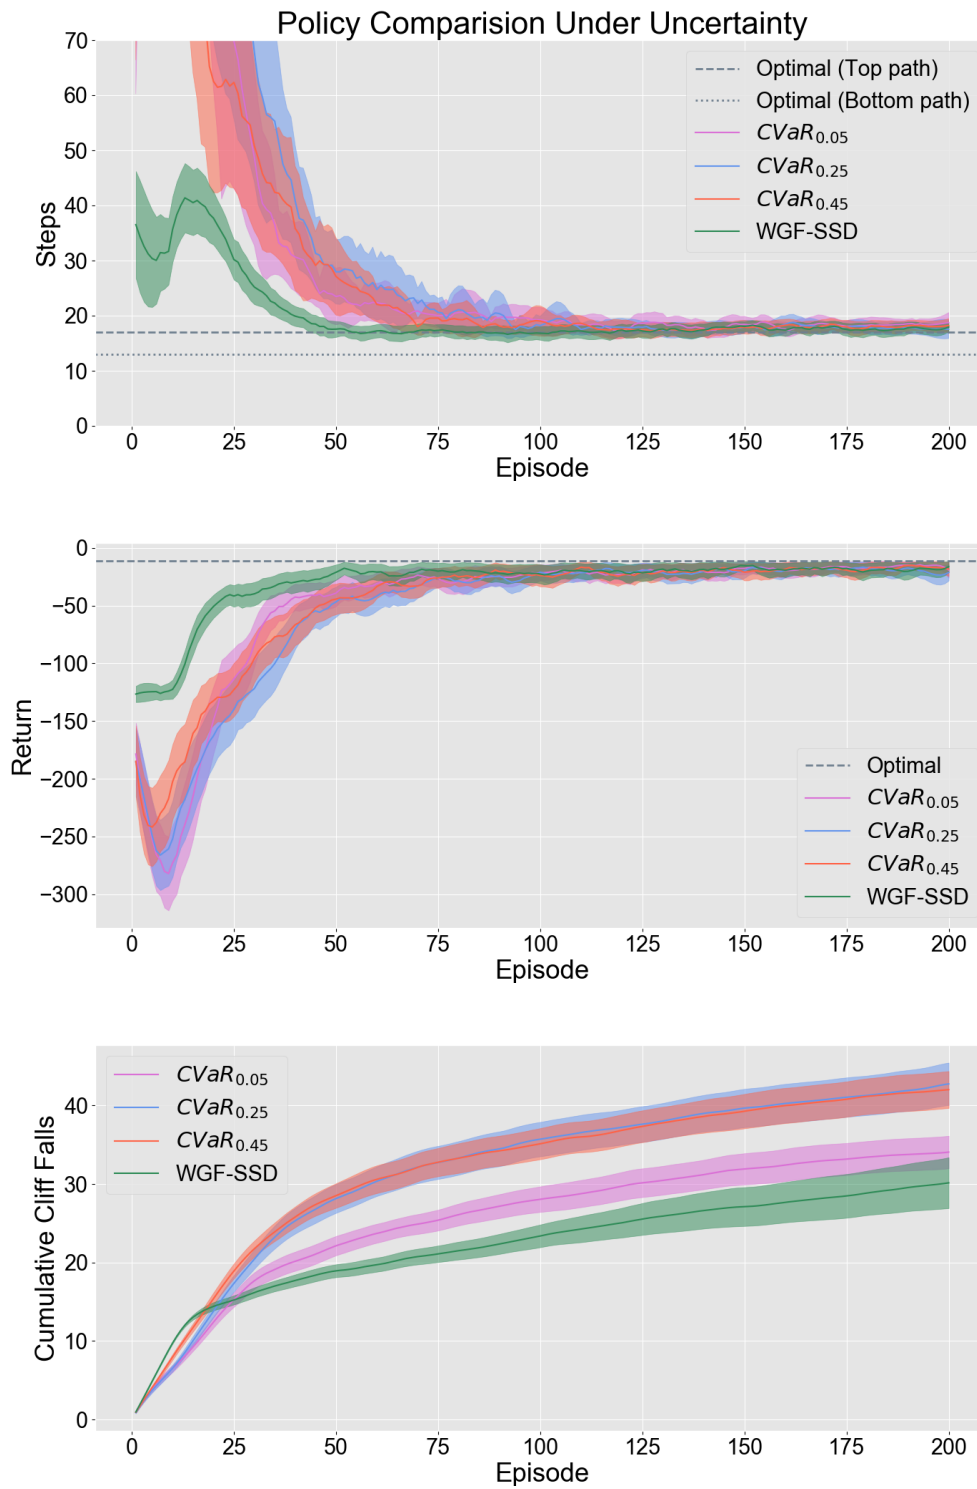 Policy Comparision Under Uncertainty
70
60
50
40
30
20
10
0
Steps
Optimal (Top path)
Optimal (Bottom path)
CVaR0.05
CVaR0.25
CVaR0.45
WGF-SSD
0 25 50 75 100 125 150 175 200
Episode
0
−50
−100
−150
−200
−250
−300
Return
Optimal
CVaR0.05
CVaR0.25
CVaR0.45
WGF-SSD
0 25 50 75 100 125 150 175 200
Episode
CVaR0.05
CVaR0.25
CVaR0.45
WGF-SSD
40
30
20
10
0
Cumulative Cliff Falls
0 25 50 75 100 125 150 175 200
Episode